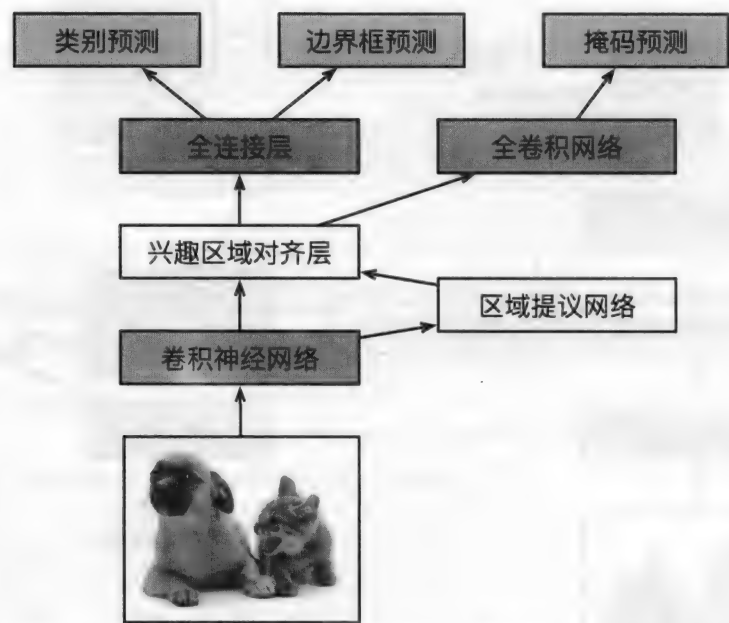 类别预测
边界框预测
掩码预测
全连接层
全卷积网络
兴趣区域对齐层
区域提议网络
卷积神经网络